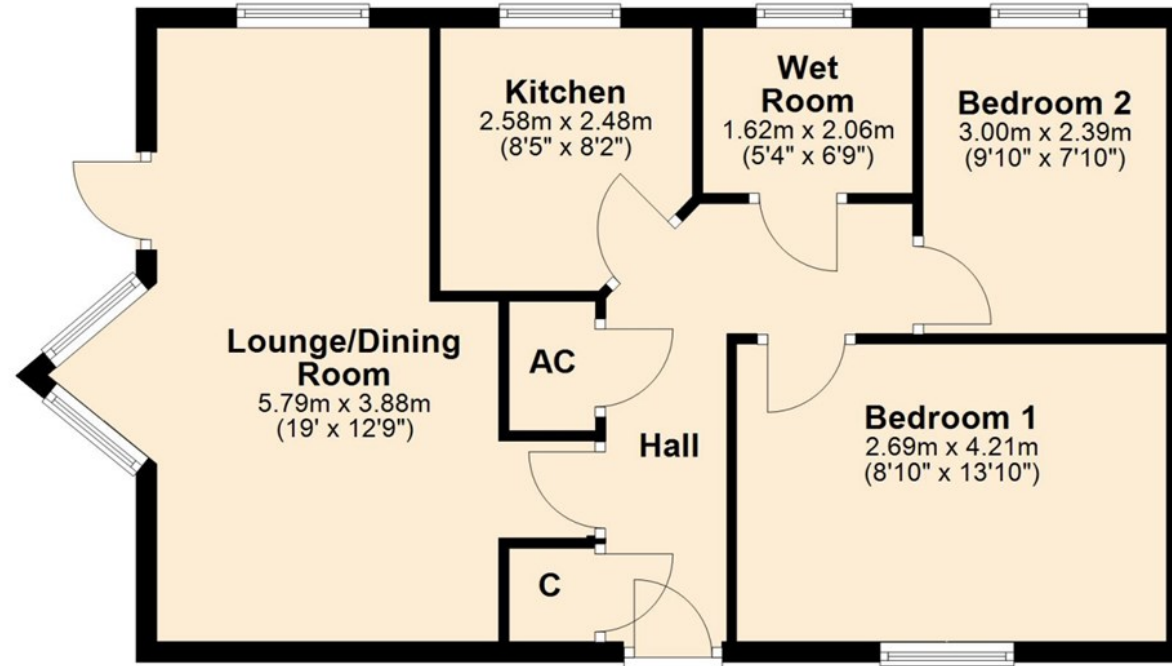 Kitchen
2.58m x 2.48m
(8'5" x 8'2")
Wet
Room
1.62m x 2.06m
(5'4" x 6'9")
Bedroom 2
3.00m x 2.39m
(9'10" x 7'10")
Lounge/Dining
Room
5.79m x 3.88m
(19' x 12'9")
AC
Hall
Bedroom 1
2.69m x 4.21m
(8'10" x 13'10")
C